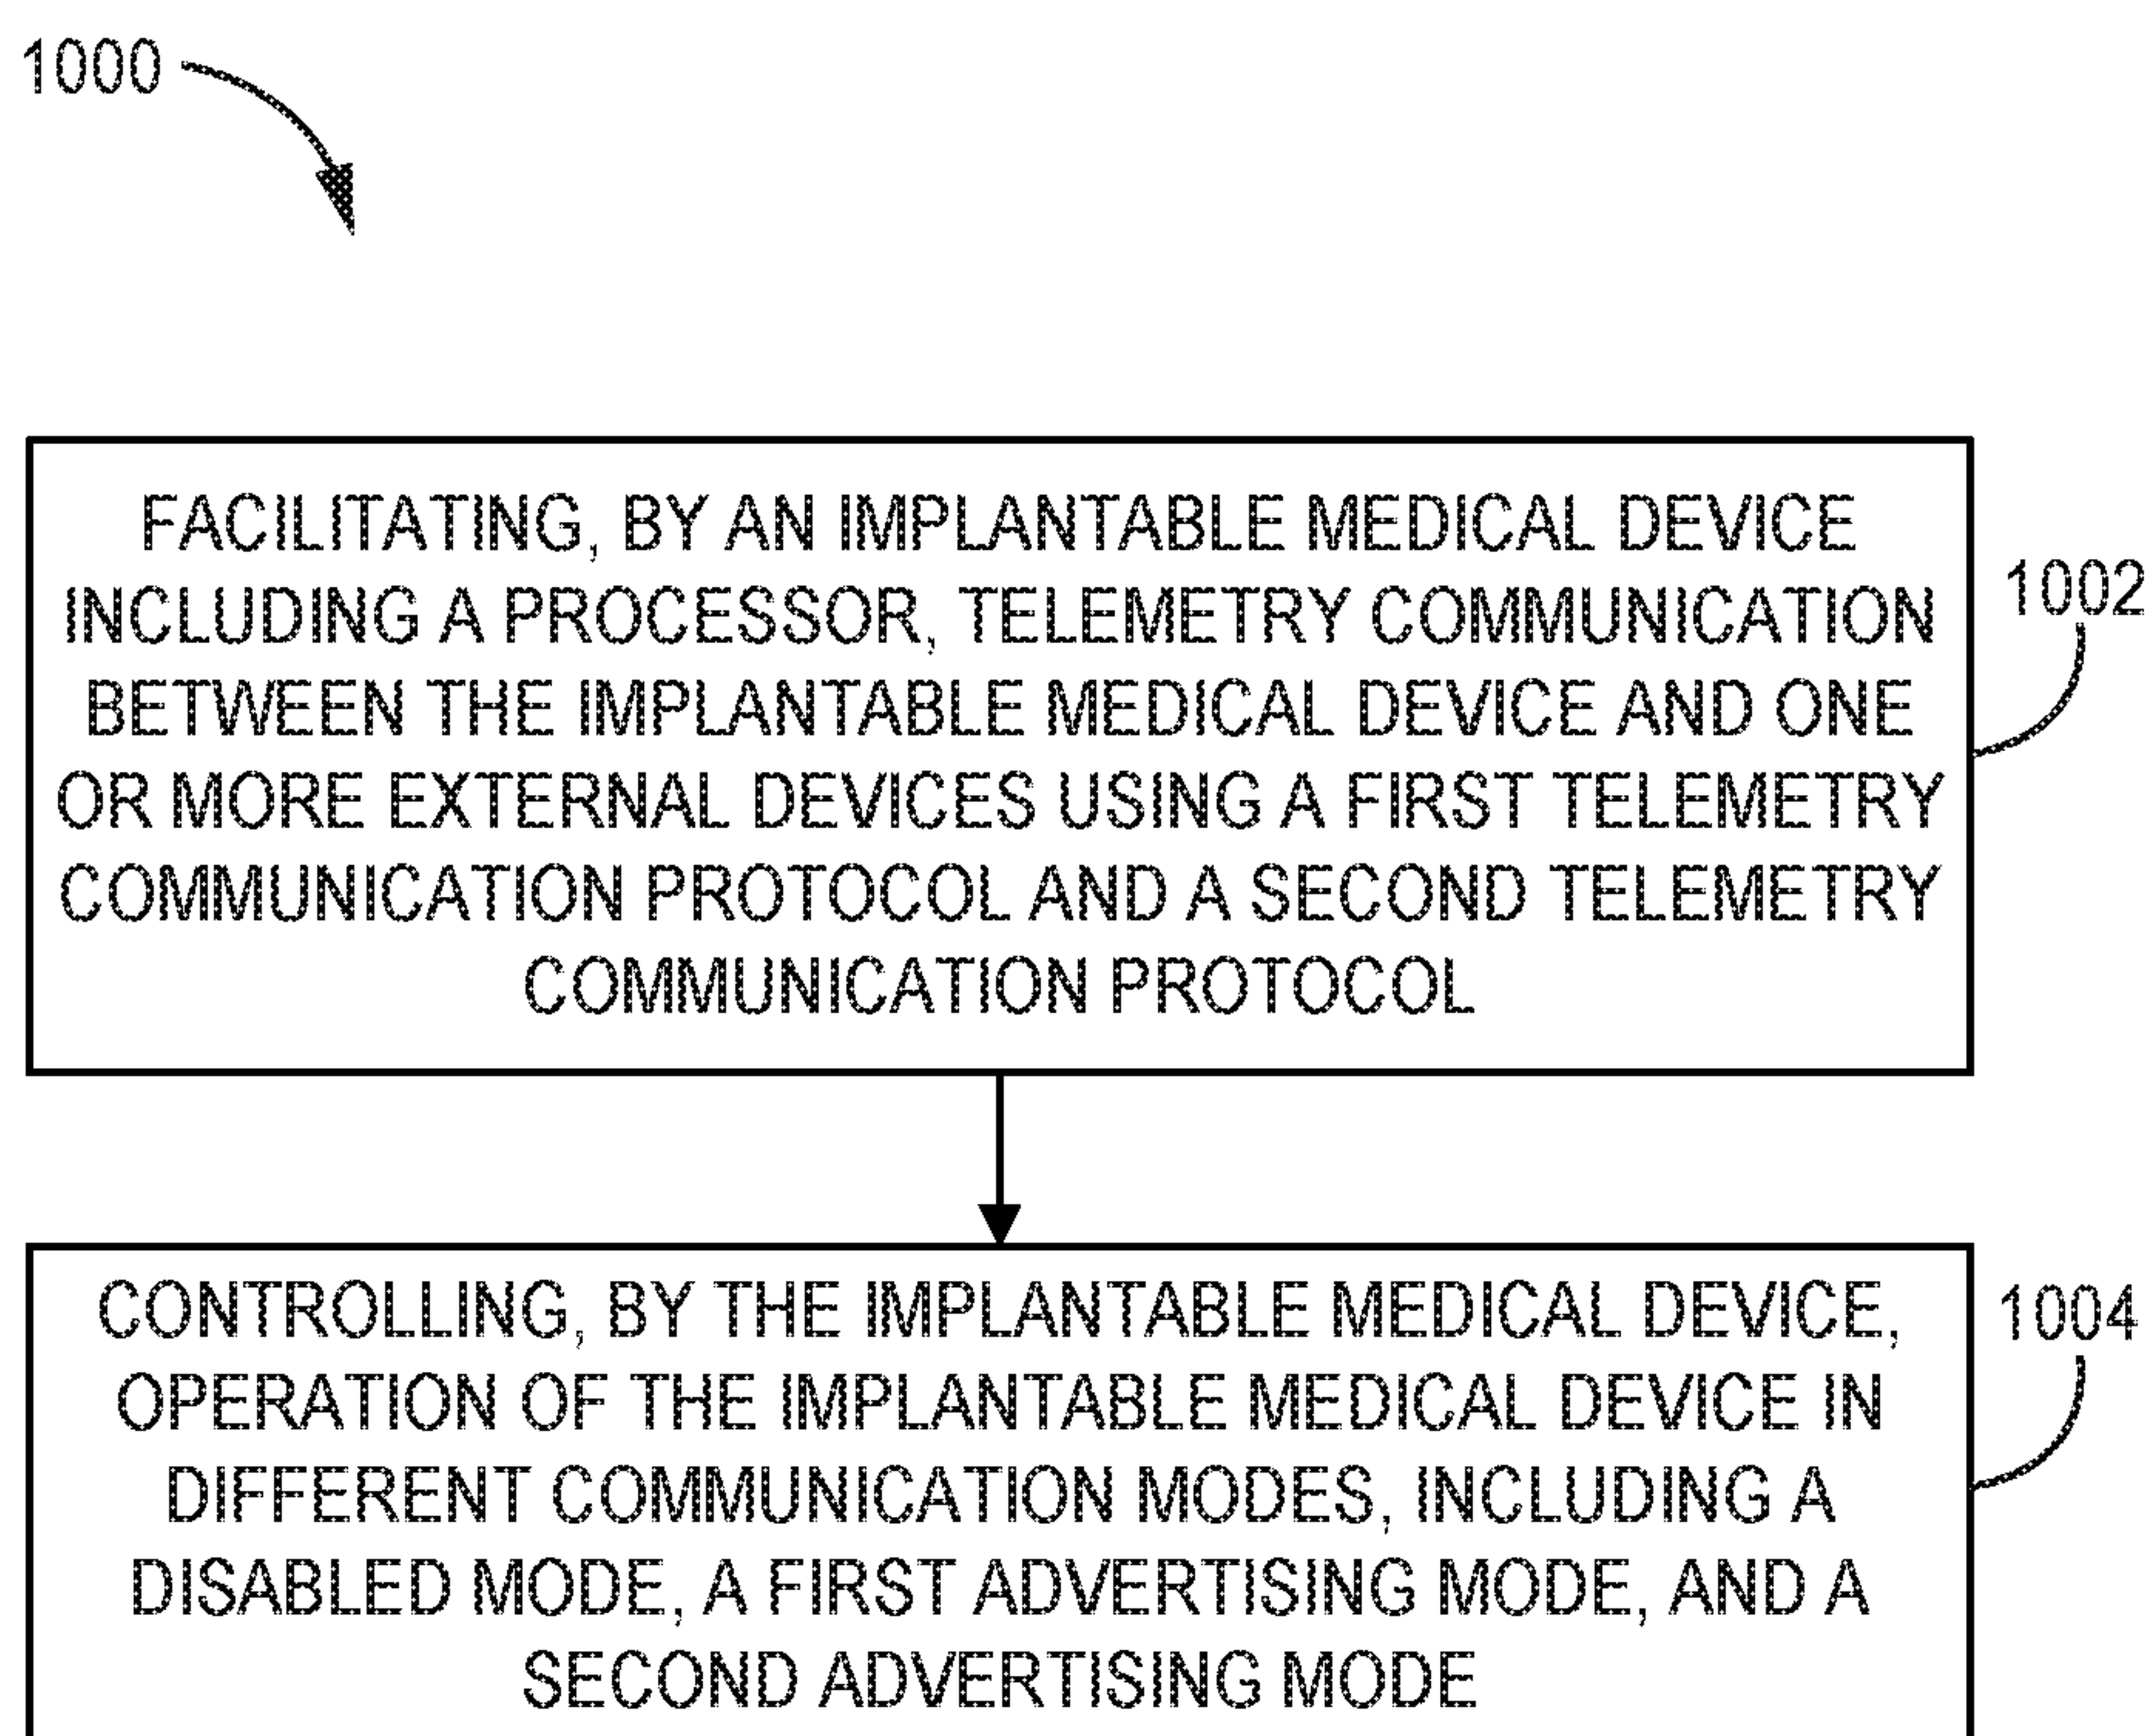 1000
FACILITATING, BY AN IMPLANTABLE MEDICAL DEVICE
INCLUDING A PROCESSOR, TELEMETRY COMMUNICATION
BETWEEN THE IMPLANTABLE MEDICAL DEVICE AND ONE
OR MORE EXTERNAL DEVICES USING A FIRST TELEMETRY
COMMUNICATION PROTOCOL AND A SECOND TELEMETRY
COMMUNICATION PROTOCOL
1002
CONTROLLING, BY THE IMPLANTABLE MEDICAL DEVICE,
OPERATION OF THE IMPLANTABLE MEDICAL DEVICE IN
DIFFERENT COMMUNICATION MODES, INCLUDING A
DISABLED MODE, A FIRST ADVERTISING MODE, AND A
SECOND ADVERTISING MODE
1004